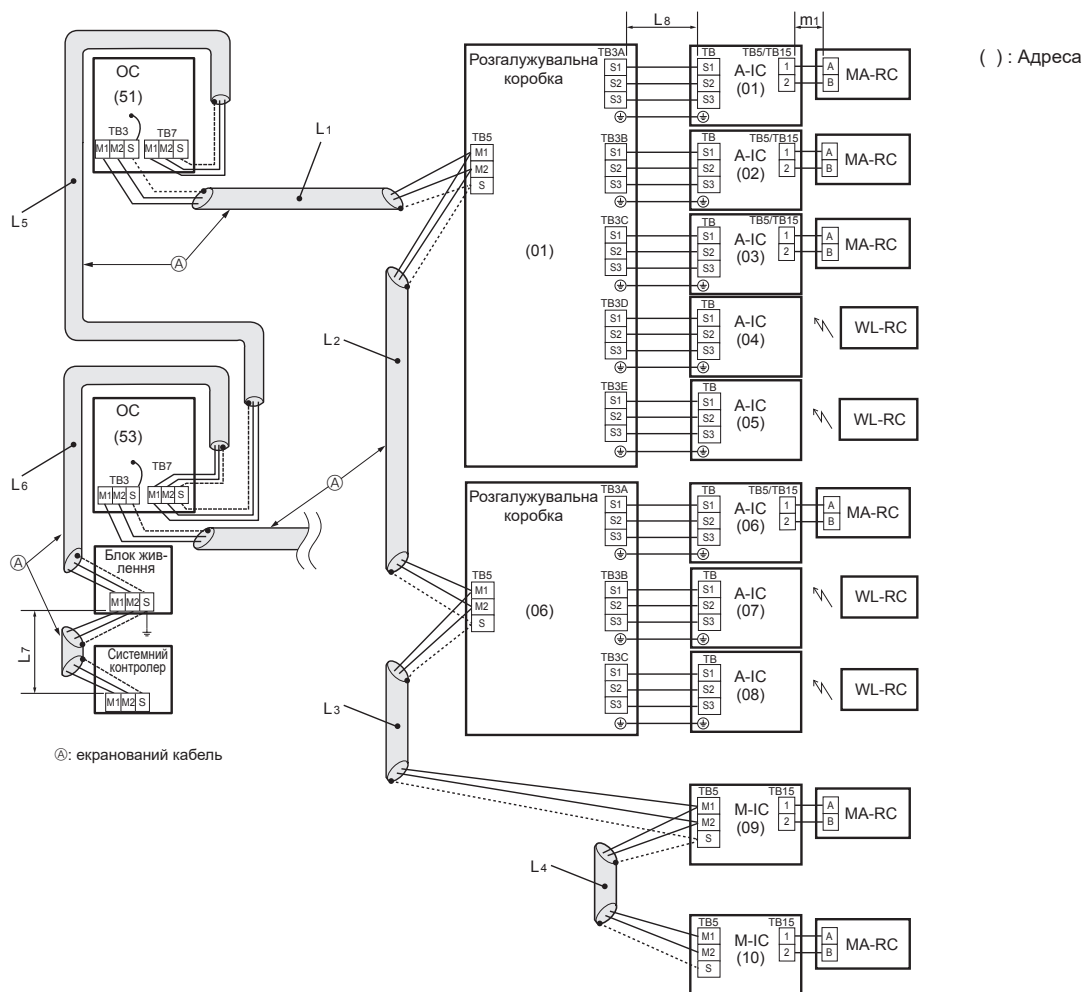 ( ) : Адреса
ОС
(51)
TB3
TB7
M1 M2 S
M1 M2 S
L5
L1
Ⓐ
L2
Ⓐ
ОС
(53)
TB3
TB7
M1 M2 S
M1 M2 S
L6
Ⓐ
Блок жив-
лення
M1 M2 S
L7
Системний
контролер
M1 M2 S
Ⓐ: екранований кабель
L3
L4
L8
m1
Розгалужувальна
коробка
(01)
TB5
M1
M2
S
TB3A
S1
S2
S3
TB
S1
S2
S3
A-IC
(01)
TB5/TB15
1
2
A
B
MA-RC
TB3B
S1
S2
S3
TB
S1
S2
S3
A-IC
(02)
TB5/TB15
1
2
A
B
MA-RC
TB3C
S1
S2
S3
TB
S1
S2
S3
A-IC
(03)
TB5/TB15
1
2
A
B
MA-RC
TB3D
S1
S2
S3
TB
S1
S2
S3
A-IC
(04)
WL-RC
TB3E
S1
S2
S3
TB
S1
S2
S3
A-IC
(05)
WL-RC
Розгалужувальна
коробка
(06)
TB5
M1
M2
S
TB3A
S1
S2
S3
TB
S1
S2
S3
A-IC
(06)
TB5/TB15
1
2
A
B
MA-RC
TB3B
S1
S2
S3
TB
S1
S2
S3
A-IC
(07)
WL-RC
TB3C
S1
S2
S3
TB
S1
S2
S3
A-IC
(08)
WL-RC
TB5
M1
M2
S
M-IC
(09)
TB15
1
2
A
B
MA-RC
TB5
M1
M2
S
M-IC
(10)
TB15
1
2
A
B
MA-RC